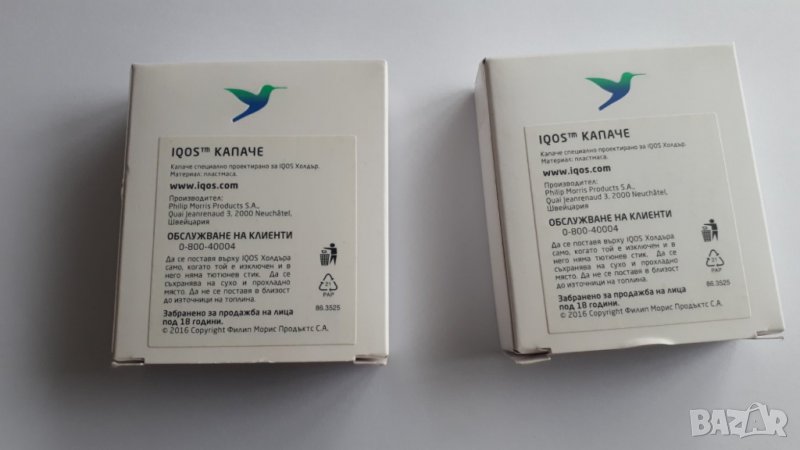 IQOS™ КАПАЧЕ
Капаче специално проектирано за IQOS Холдър.
Материал: пластмаса.
www.iqos.com
Производител:
Philip Morris Products S.A.,
Quai Jeanrenaud 3, 2000 Neuchâtel,
Швейцария
ОБСЛУЖВАНЕ НА КЛИЕНТИ
0-800-40004
Да се поставя върху IQOS Холдъра
само, когато той е изключен и в
него няма тютюнев стик. Да се
съхранява на сухо и прохладно
място. Да не се поставя в близост
до източници на топлина.
21
PAP
86.3525
Забранено за продажба на лица
под 18 години.
© 2016 Copyright Филип Морис Продъктс С.А.
IQOS™ КАПАЧЕ
Капаче специално проектирано за IQOS Холдър.
Материал: пластмаса.
www.iqos.com
Производител:
Philip Morris Products S.A.,
Quai Jeanrenaud 3, 2000 Neuchâtel,
Швейцария
ОБСЛУЖВАНЕ НА КЛИЕНТИ
0-800-40004
Да се поставя върху IQOS Холдъра
само, когато той е изключен и в
него няма тютюнев стик. Да се
съхранява на сухо и прохладно
място. Да не се поставя в близост
до източници на топлина.
21
PAP
86.3525
Забранено за продажба на лица
под 18 години.
© 2016 Copyright Филип Морис Продъктс С.А.
BAZAR